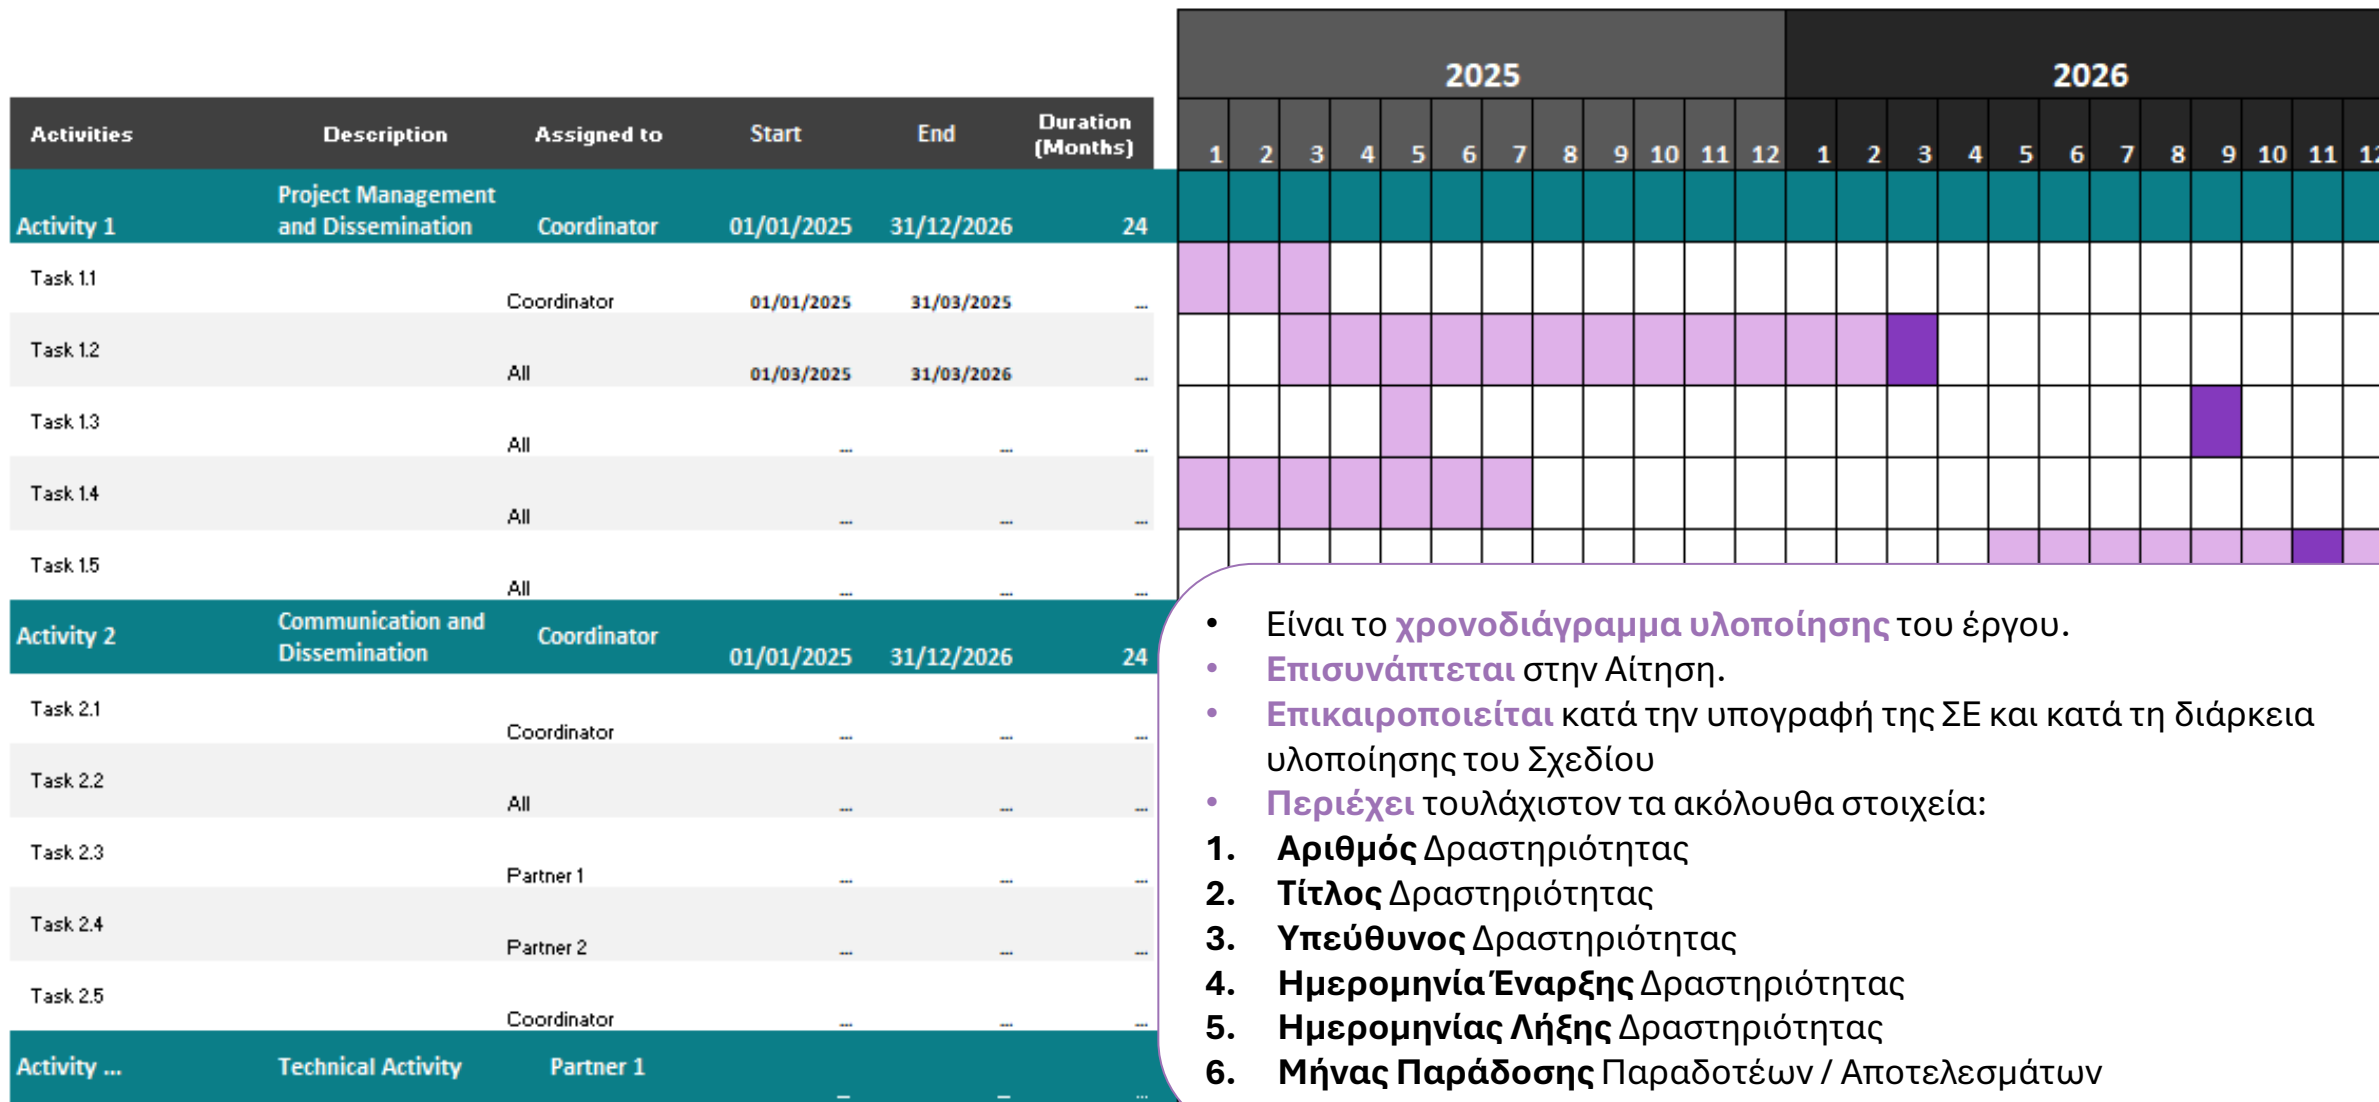 2025 2026
Activities Description Assigned to Start End Duration (Months) 1 2 3 4 5 6 7 8 9 10 11 12 1 2 3 4 5 6 7 8 9 10 11 12
Activity 1 Project Management and Dissemination Coordinator 01/01/2025 31/12/2026 24
Task 1.1 Coordinator 01/01/2025 31/03/2025 ...
Task 1.2 All 01/03/2025 31/03/2026 ...
Task 1.3 All ... ... ...
Task 1.4 All ... ... ...
Task 1.5 All ... ... ...
Activity 2 Communication and Dissemination Coordinator 01/01/2025 31/12/2026 24
Task 2.1 Coordinator ... ... ...
Task 2.2 All ... ... ...
Task 2.3 Partner 1 ... ... ...
Task 2.4 Partner 2 ... ... ...
Task 2.5 Coordinator ... ... ...
Activity ... Technical Activity Partner 1 ... ... ...
• Είναι το χρονοδιάγραμμα υλοποίησης του έργου.
• Επισυνάπτεται στην Αίτηση.
• Επικαιροποιείται κατά την υπογραφή της ΣΕ και κατά τη διάρκεια
υλοποίησης του Σχεδίου
• Περιέχει τουλάχιστον τα ακόλουθα στοιχεία:
1. Αριθμός Δραστηριότητας
2. Τίτλος Δραστηριότητας
3. Υπεύθυνος Δραστηριότητας
4. Ημερομηνία Έναρξης Δραστηριότητας
5. Ημερομηνίας Λήξης Δραστηριότητας
6. Μήνας Παράδοσης Παραδοτέων / Αποτελεσμάτων